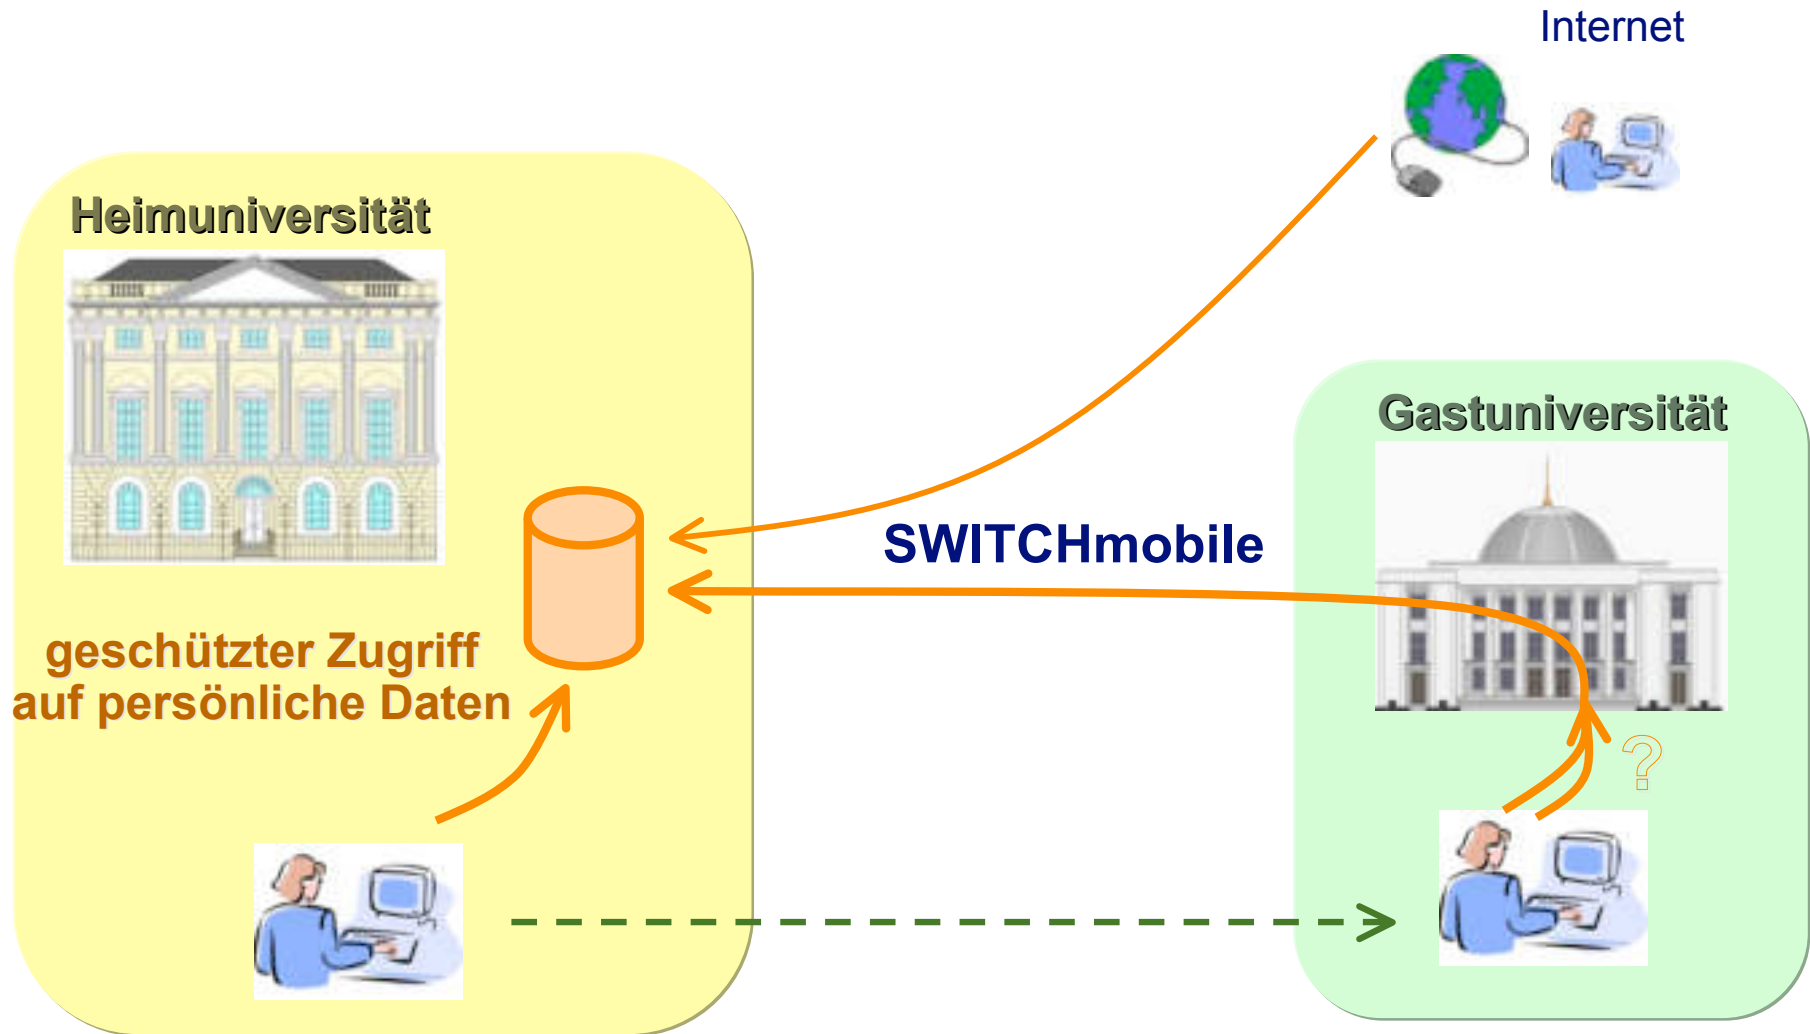 Internet
Heimuniversität
Gastuniversität
SWITCHmobile
geschützter Zugriff
auf persönliche Daten
?